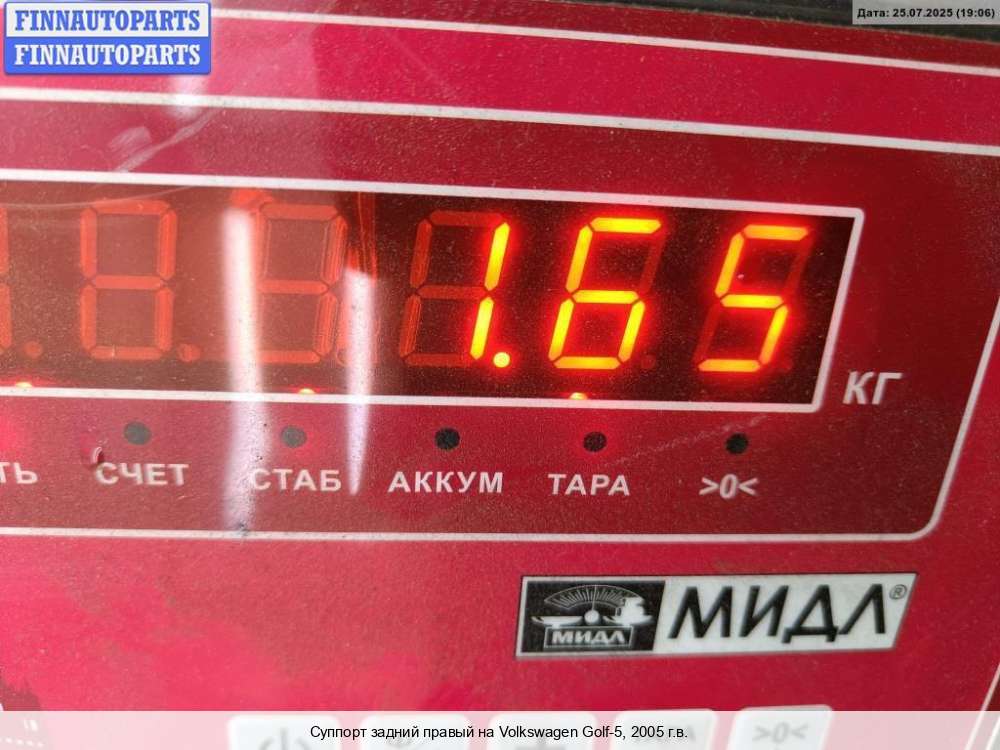 FINNAUTOPARTS
FINNAUTOPARTS
Дата: 25.07.2025 (19:06)
1.65
КГ
ТЬ СЧЕТ СТАБ АККУМ ТАРА >0<
МИДЛ МИДЛ®
>0<
Суппорт задний правый на Volkswagen Golf-5, 2005 г.в.